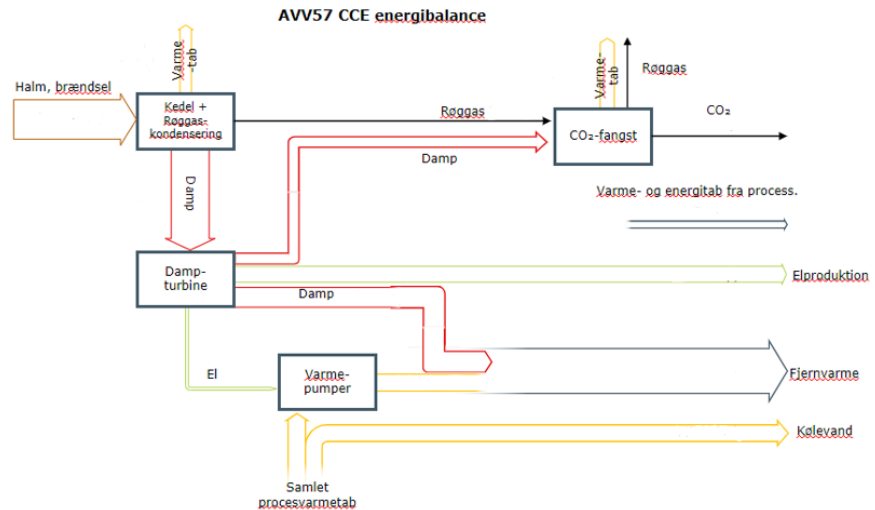 AVV57 CCE energibalance
Varme
-tab
Varme-
tab
Røggas
Halm, brændsel
Kedel +
Røggas-
kondensering
Røggas
CO₂
CO₂-fangst
Damp
Damp
Varme- og energitab fra process.
Damp-
turbine
Elproduktion
Damp
El
Varme-
pumper
Fjernvarme
Kølevand
Samlet
procesvarmetab